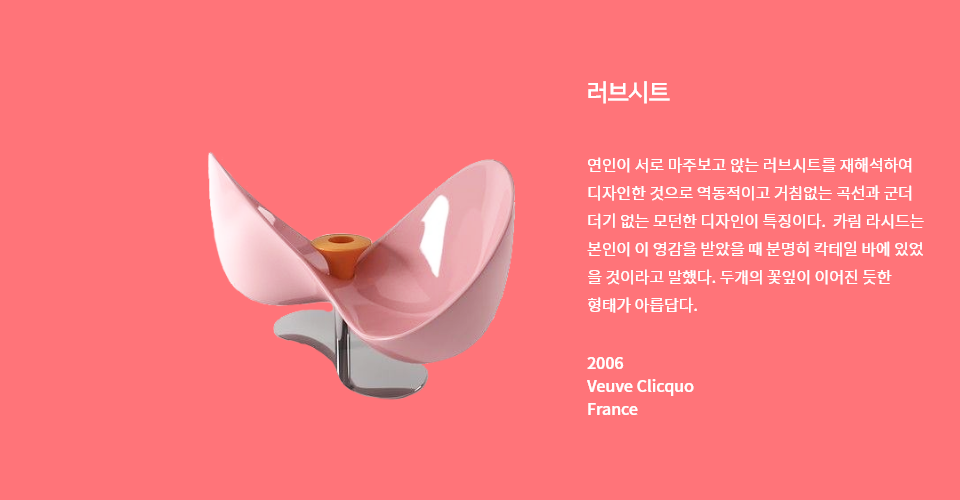 러브시트
연인이 서로 마주보고 앉는 러브시트를 재해석하여
디자인한 것으로 역동적이고 거침없는 곡선과 군더
더기 없는 모던한 디자인이 특징이다. 카림 라시드는
본인이 이 영감을 받았을 때 분명히 칵테일 바에 있었
을 것이라고 말했다. 두개의 꽃잎이 이어진 듯한
형태가 아름답다.
2006
Veuve Clicquo
France